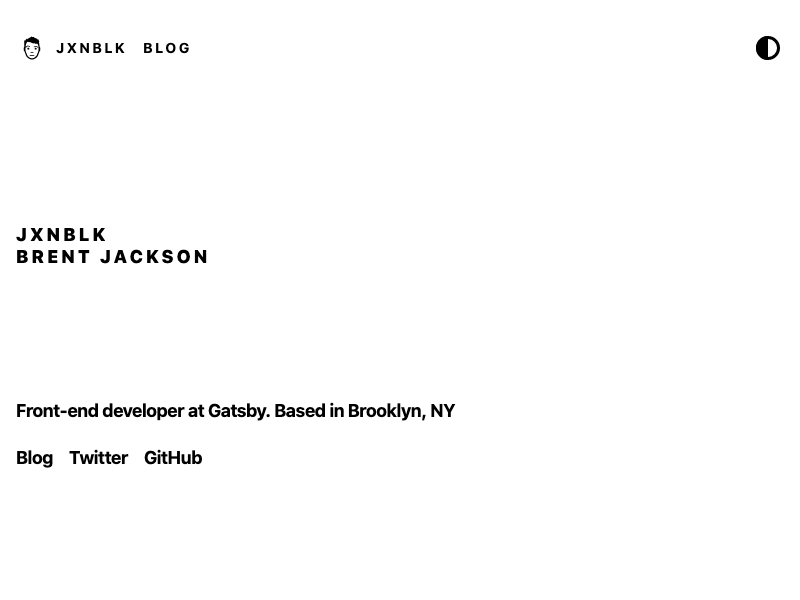 JXNBLK BLOG
JXNBLK
BRENT JACKSON
Front-end developer at Gatsby. Based in Brooklyn, NY
Blog Twitter GitHub